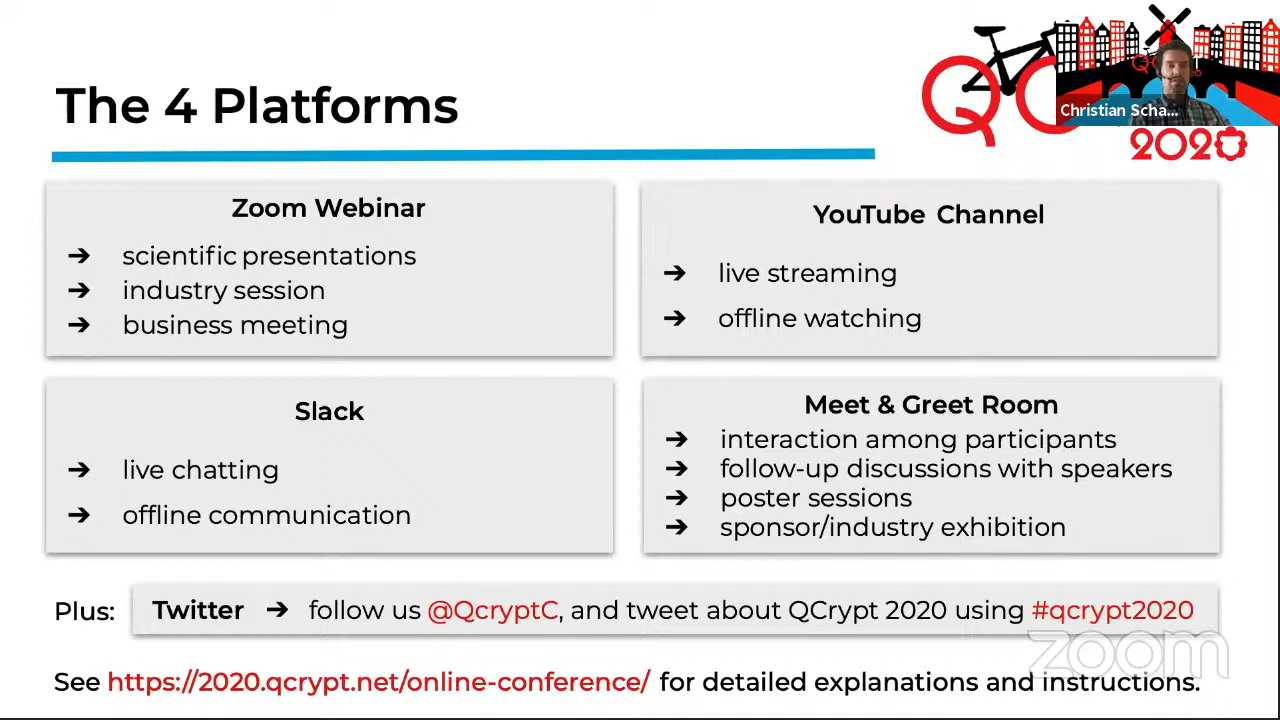 The 4 Platforms
Christian Scha...
2020
Zoom Webinar
➔ scientific presentations
➔ industry session
➔ business meeting
YouTube Channel
➔ live streaming
➔ offline watching
Slack
➔ live chatting
➔ offline communication
Meet & Greet Room
➔ interaction among participants
➔ follow-up discussions with speakers
➔ poster sessions
➔ sponsor/industry exhibition
Plus: Twitter ➔ follow us @QcryptC, and tweet about QCrypt 2020 using #qcrypt2020
zoom
See https://2020.qcrypt.net/online-conference/ for detailed explanations and instructions.